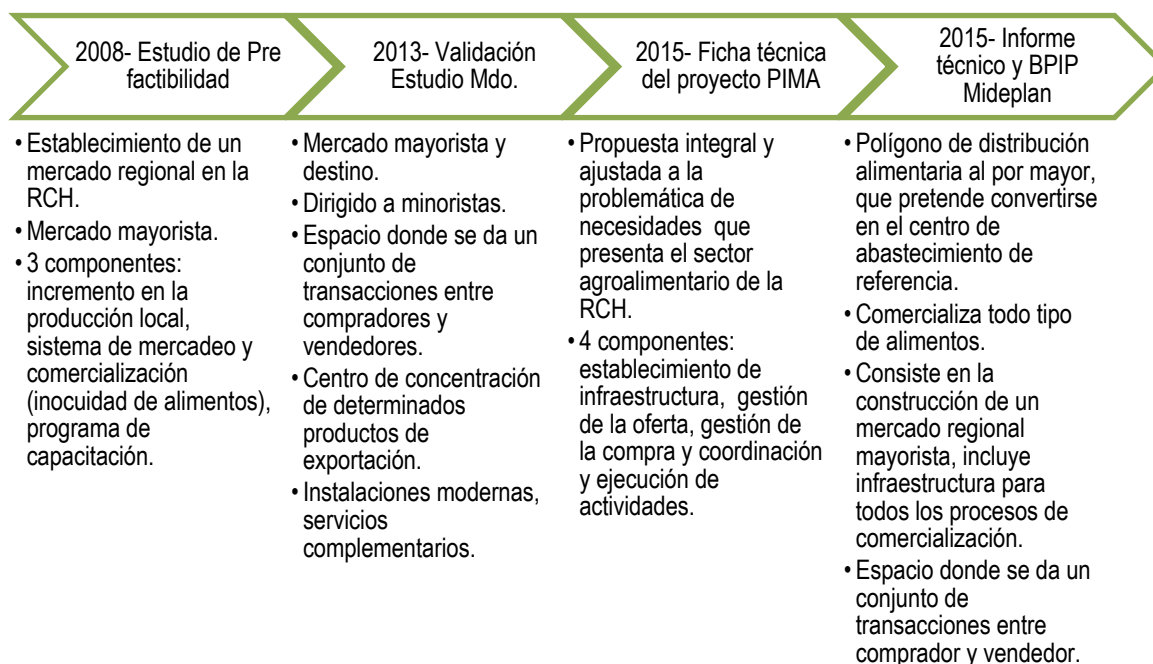 2008- Estudio de Pre
factibilidad
2013- Validación
Estudio Mdo.
2015- Ficha técnica
del proyecto PIMA
2015- Informe
técnico y BPIP
Mideplan
• Establecimiento de un
mercado regional en la
RCH.
• Mercado mayorista.
• 3 componentes:
incremento en la
producción local,
sistema de mercadeo y
comercialización
(inocuidad de alimentos),
programa de
capacitación.
• Mercado mayorista y
destino.
• Dirigido a minoristas.
• Espacio donde se da un
conjunto de
transacciones entre
compradores y
vendedores.
• Centro de concentración
de determinados
productos de
exportación.
• Instalaciones modernas,
servicios
complementarios.
• Propuesta integral y
ajustada a la
problemática de
necesidades que
presenta el sector
agroalimentario de la
RCH.
• 4 componentes:
establecimiento de
infraestructura, gestión
de la oferta, gestión de
la compra y coordinación
y ejecución de
actividades.
• Polígono de distribución
alimentaria al por mayor,
que pretende convertirse
en el centro de
abastecimiento de
referencia.
• Comercializa todo tipo
de alimentos.
• Consiste en la
construcción de un
mercado regional
mayorista, incluye
infraestructura para
todos los procesos de
comercialización.
• Espacio donde se da un
conjunto de
transacciones entre
comprador y vendedor.